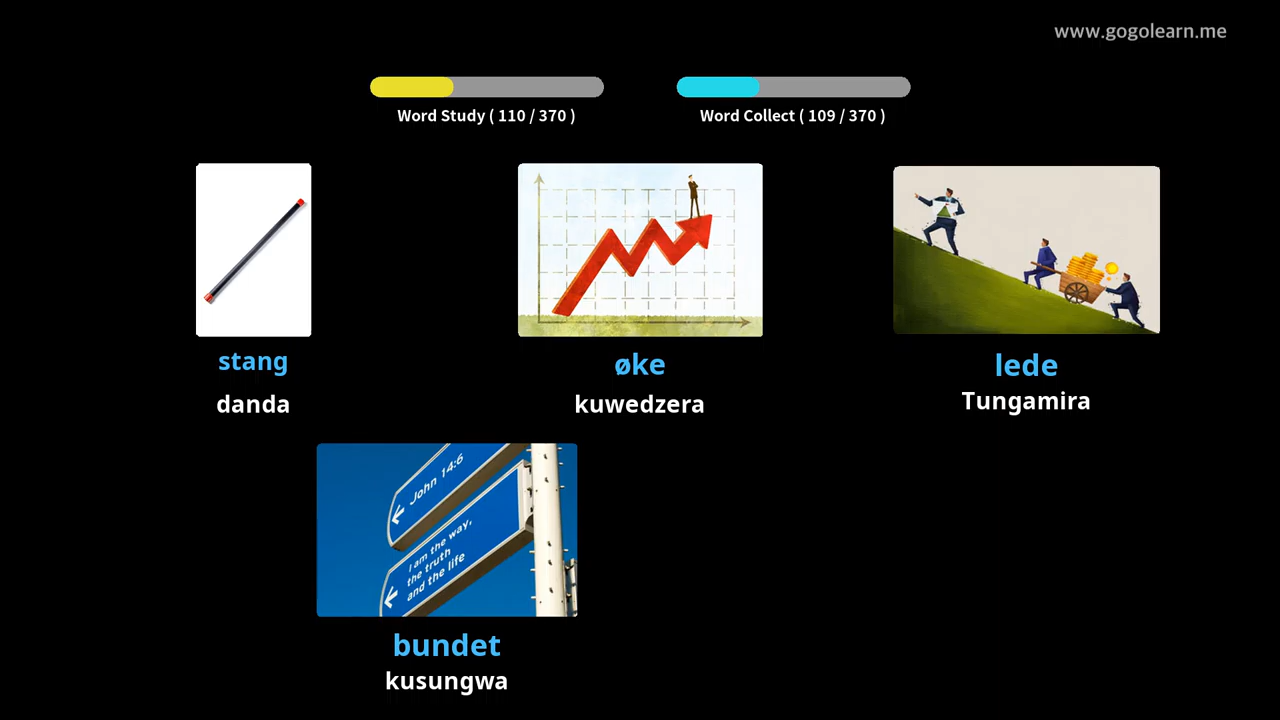 www.gogolearn.me
Word Study ( 110 / 370 )
Word Collect ( 109 / 370 )
stang
danda
øke
kuwedzera
lede
Tungamira
John 14:6
I am the way,
the truth
and the life
bundet
kusungwa